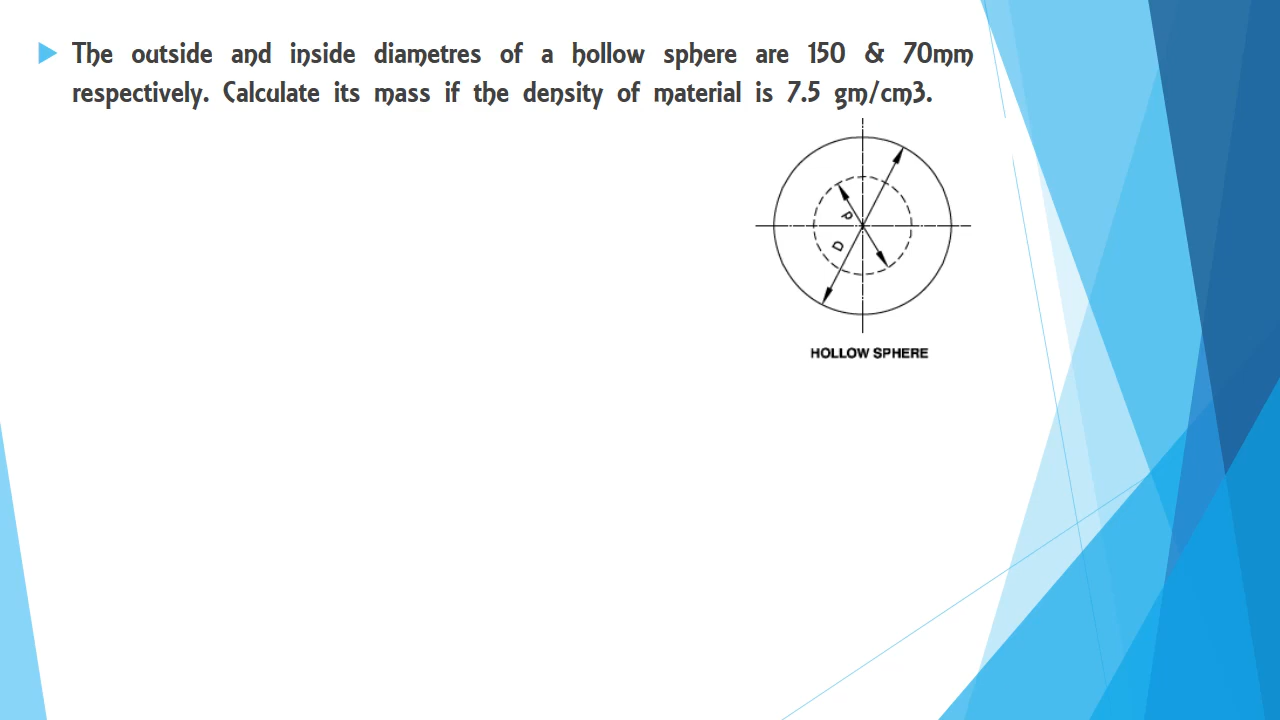 The outside and inside diametres of a hollow sphere are 150 & 70mm
respectively. Calculate its mass if the density of material is 7.5 gm/cm3.
d
D
HOLLOW SPHERE